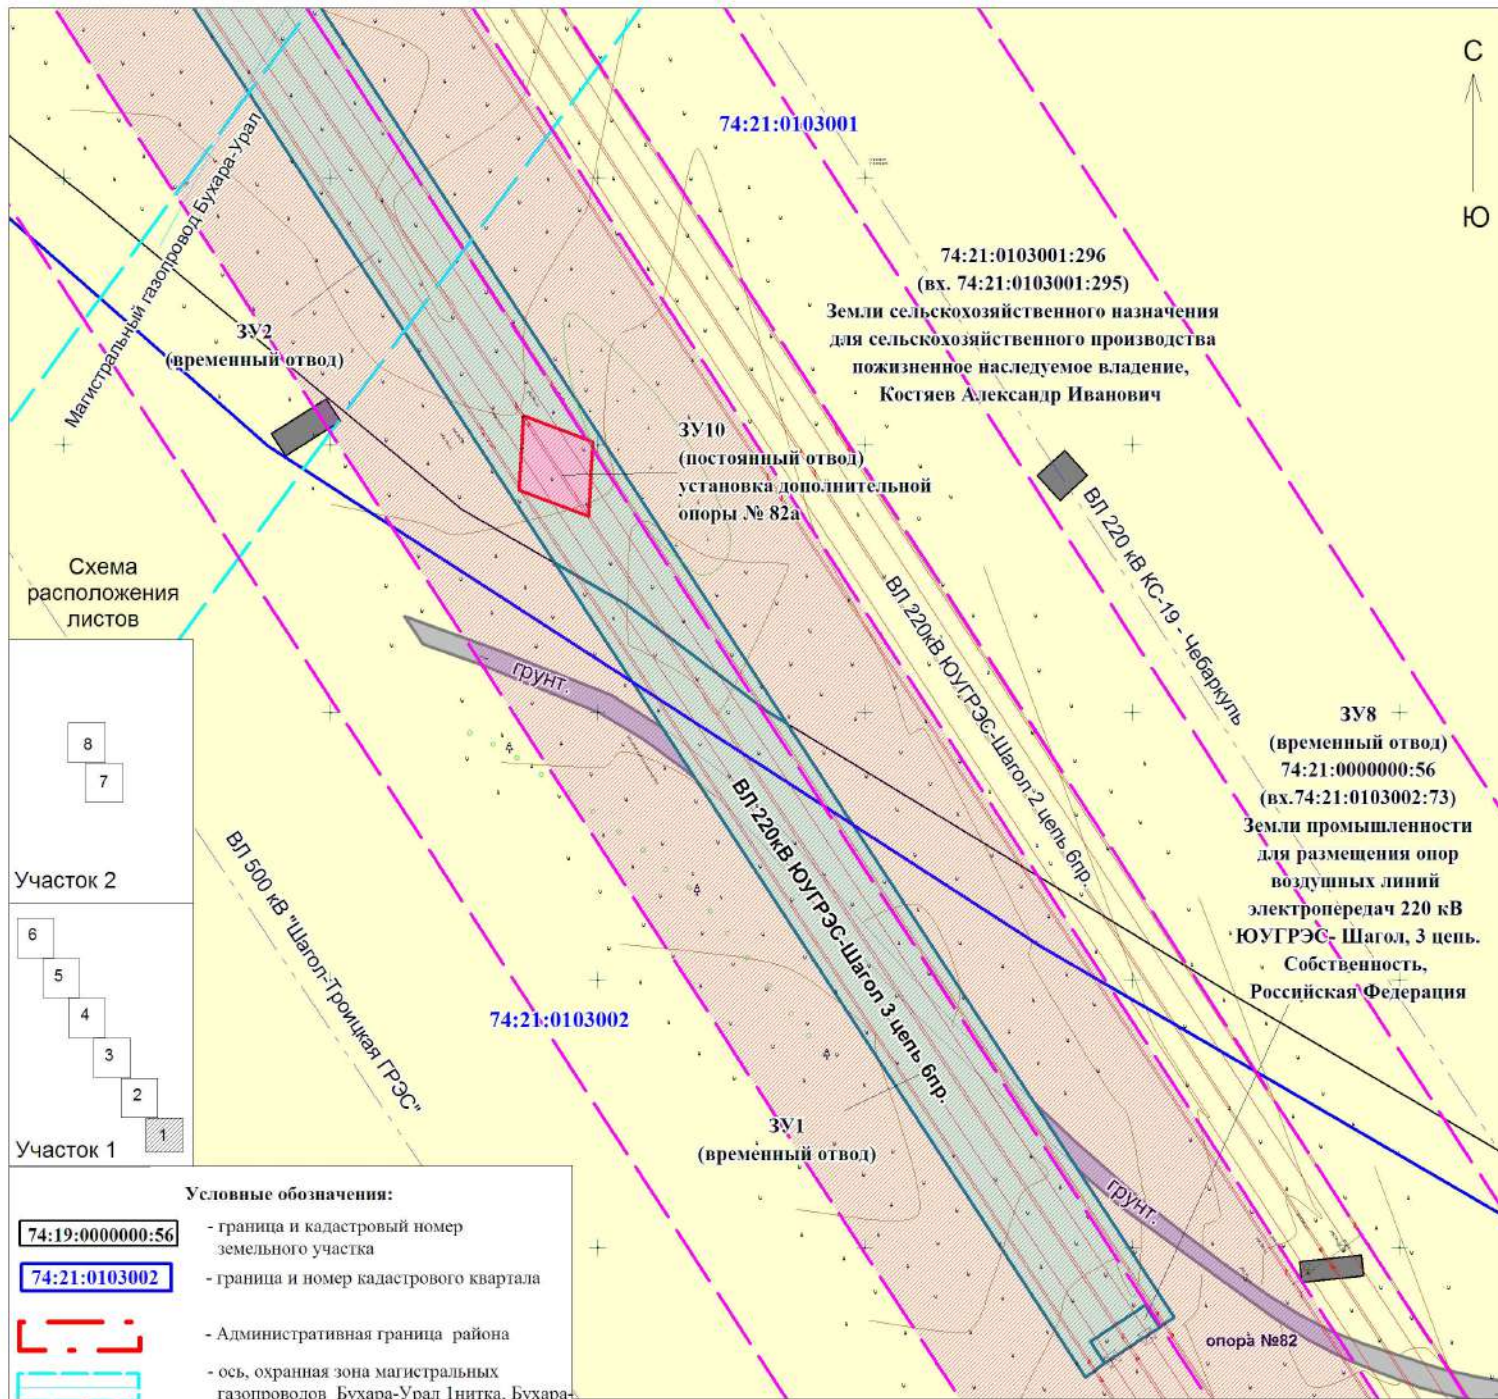 С
Ю
74:21:0103001
Магистральный газопровод Бухара-Урал
74:21:0103001:296
(вх. 74:21:0103001:295)
Земли сельскохозяйственного назначения
для сельскохозяйственного производства
пожизненное наследуемое владение,
Костяев Александр Иванович
ЗУ2
(временный отвод)
ЗУ10
(постоянный отвод)
установка дополнительной
опоры № 82а
ВЛ 220 кВ КС-19 - Чебаркуль
ВЛ 220кВ ЮУГРЭС-Шагол 2 цепь 6пр.
Схема
расположения
листов
8
7
Участок 2
6
5
4
3
2
1
Участок 1
грунт.
ЗУ8
(временный отвод)
74:21:0000000:56
(вх.74:21:0103002:73)
Земли промышленности
для размещения опор
воздушных линий
электропередач 220 кВ
ЮУГРЭС- Шагол, 3 цепь.
Собственность,
Российская Федерация
ВЛ 220кВ ЮУГРЭС-Шагол 3 цепь 6пр.
ВЛ 500 кВ "Шагол-Троицкая ГРЭС"
74:21:0103002
ЗУ1
(временный отвод)
грунт.
опора №82
Условные обозначения:
74:19:0000000:56 - граница и кадастровый номер
земельного участка
74:21:0103002 - граница и номер кадастрового квартала
- Административная граница района
- ось, охранная зона магистральных
газопроводов Бухара-Урал 1нитка, Бухара-